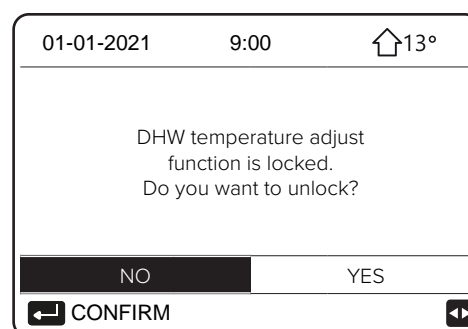 01-01-2021 9:00 13°
DHW temperature adjust
function is locked.
Do you want to unlock?
NO YES
CONFIRM